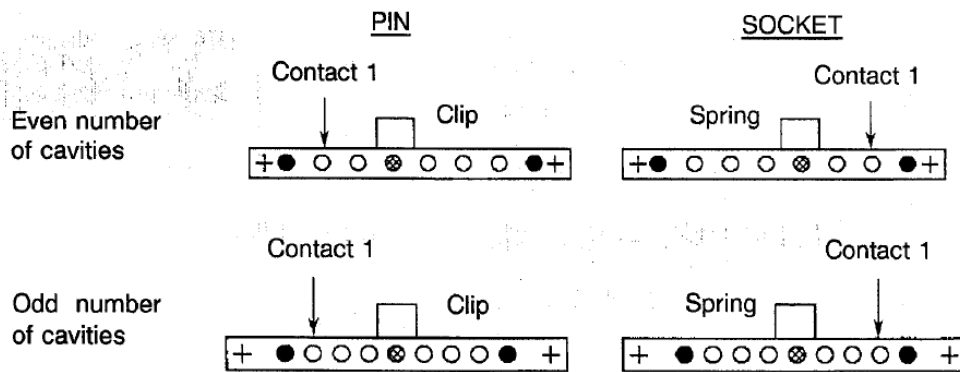 PIN
SOCKET
Contact 1
Contact 1
Even number
of cavities
Clip
Spring
Contact 1
Contact 1
Odd number
of cavities
Clip
Spring